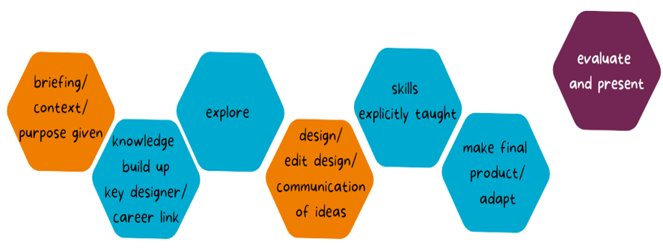 briefing/
context/
purpose given
knowledge
build up
key designer/
career link
explore
design/
edit design/
communication
of ideas
skills
explicitly taught
make final
product/
adapt
evaluate
and present